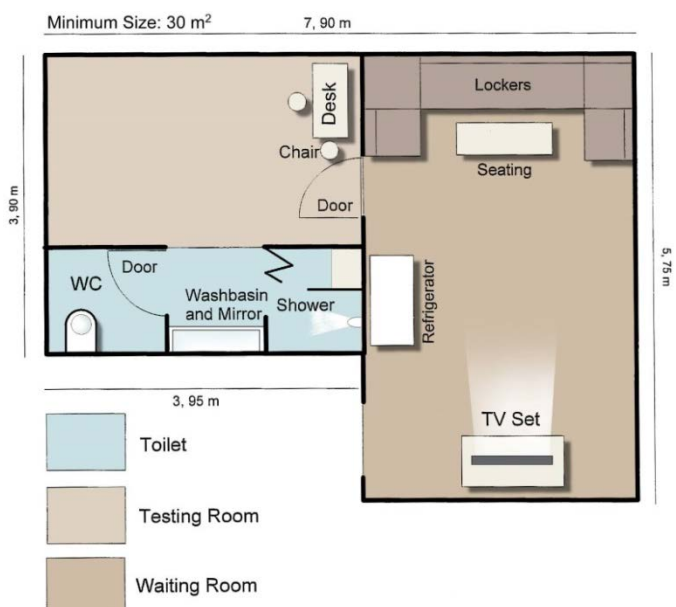 Minimum Size: 30 m²
7, 90 m
Lockers
Desk
Chair
Seating
3, 90 m
Door
5, 75 m
WC
Door
Washbasin
and Mirror
Shower
Refrigerator
3, 95 m
TV Set
Toilet
Testing Room
Waiting Room